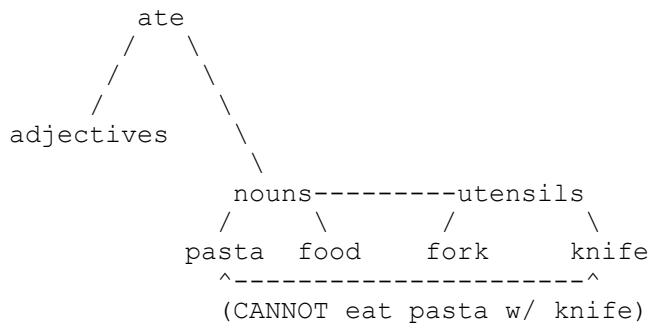 ate
adjectives
nouns---------utensils
pasta food fork knife
^-----------------------^
(CANNOT eat pasta w/ knife)